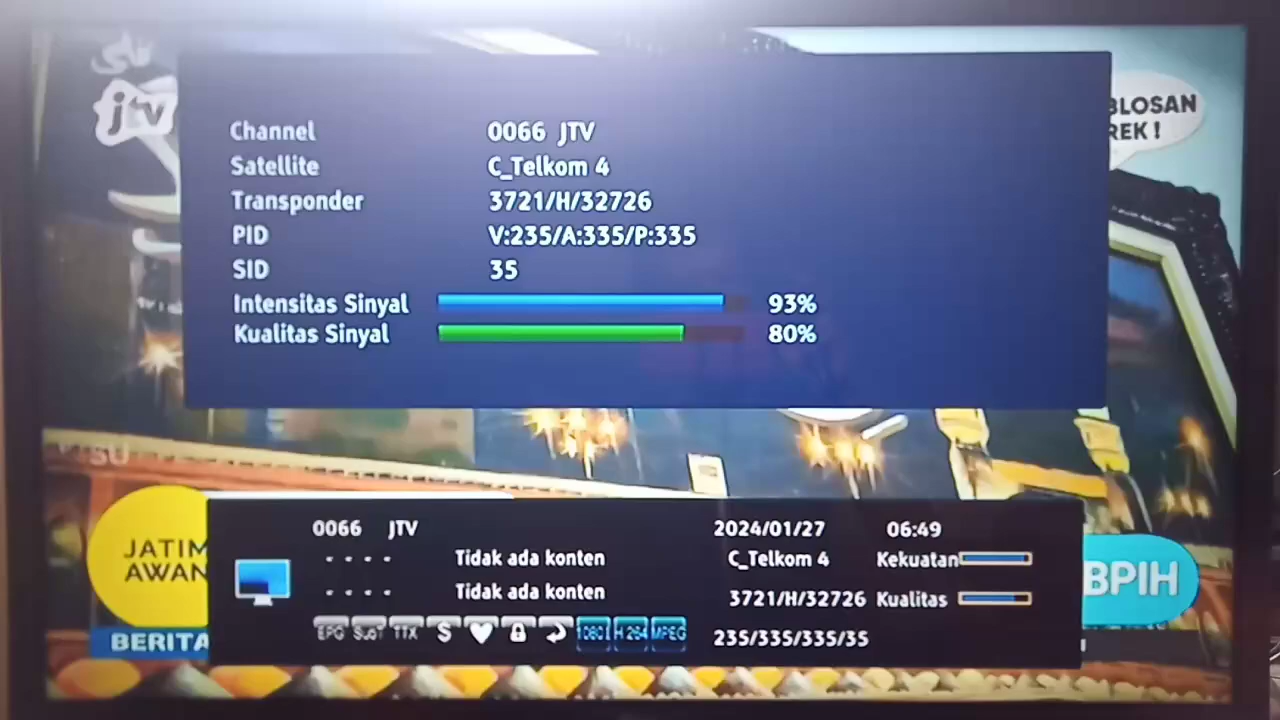 jtv
BLOSAN
REK !
Channel 0066 JTV
Satellite C_Telkom 4
Transponder 3721/H/32726
PID V:235/A:335/P:335
SID 35
Intensitas Sinyal 93%
Kualitas Sinyal 80%
SU
JATIM
AWAN
BERITA
BPIH
0066 JTV 2024/01/27 06:49
- - - - Tidak ada konten C_Telkom 4 Kekuatan
- - - - Tidak ada konten 3721/H/32726 Kualitas
EPG SUBT TTX $ 1080I H.264 MPEG 235/335/335/35